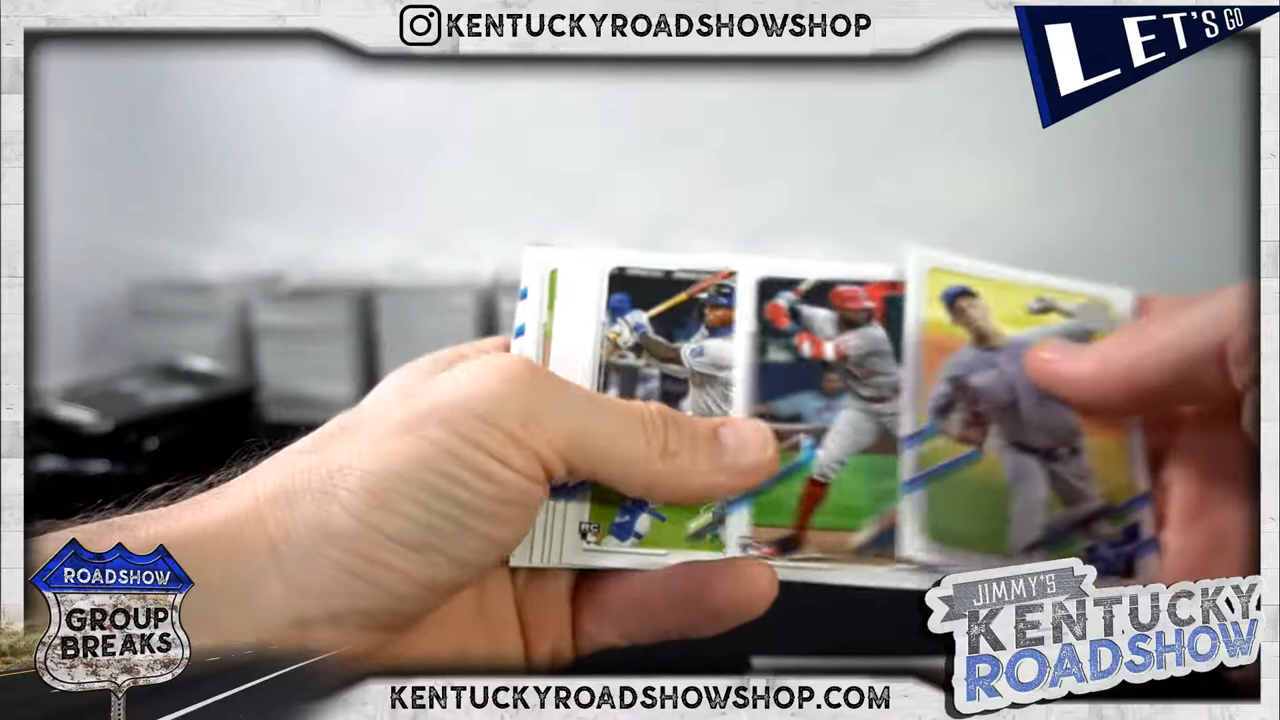 KENTUCKYROADSHOWSHOP
LET'S GO
RC
ROADSHOW
GROUP
BREAKS
JIMMY'S
KENTUCKY
ROADSHOW
KENTUCKYROADSHOWSHOP.COM